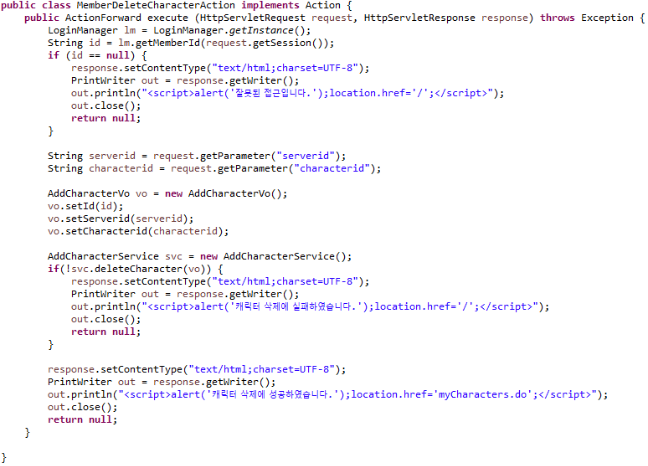 public class MemberDeleteCharacterAction implements Action {
public ActionForward execute (HttpServletRequest request, HttpServletResponse response) throws Exception {
LoginManager lm = LoginManager.getInstance();
String id = lm.getMemberId(request.getSession());
if (id == null) {
response.setContentType("text/html;charset=UTF-8");
PrintWriter out = response.getWriter();
out.println("<script>alert('잘못된 접근입니다.');location.href='/';</script>");
out.close();
return null;
}
String serverid = request.getParameter("serverid");
String characterid = request.getParameter("characterid");
AddCharacterVo vo = new AddCharacterVo();
vo.setId(id);
vo.setServerid(serverid);
vo.setCharacterid(characterid);
AddCharacterService svc = new AddCharacterService();
if(!svc.deleteCharacter(vo)) {
response.setContentType("text/html;charset=UTF-8");
PrintWriter out = response.getWriter();
out.println("<script>alert('캐릭터 삭제에 실패하였습니다.');location.href='/';</script>");
out.close();
return null;
}
response.setContentType("text/html;charset=UTF-8");
PrintWriter out = response.getWriter();
out.println("<script>alert('캐릭터 삭제에 성공하였습니다.');location.href='myCharacters.do';</script>");
out.close();
return null;
}
}